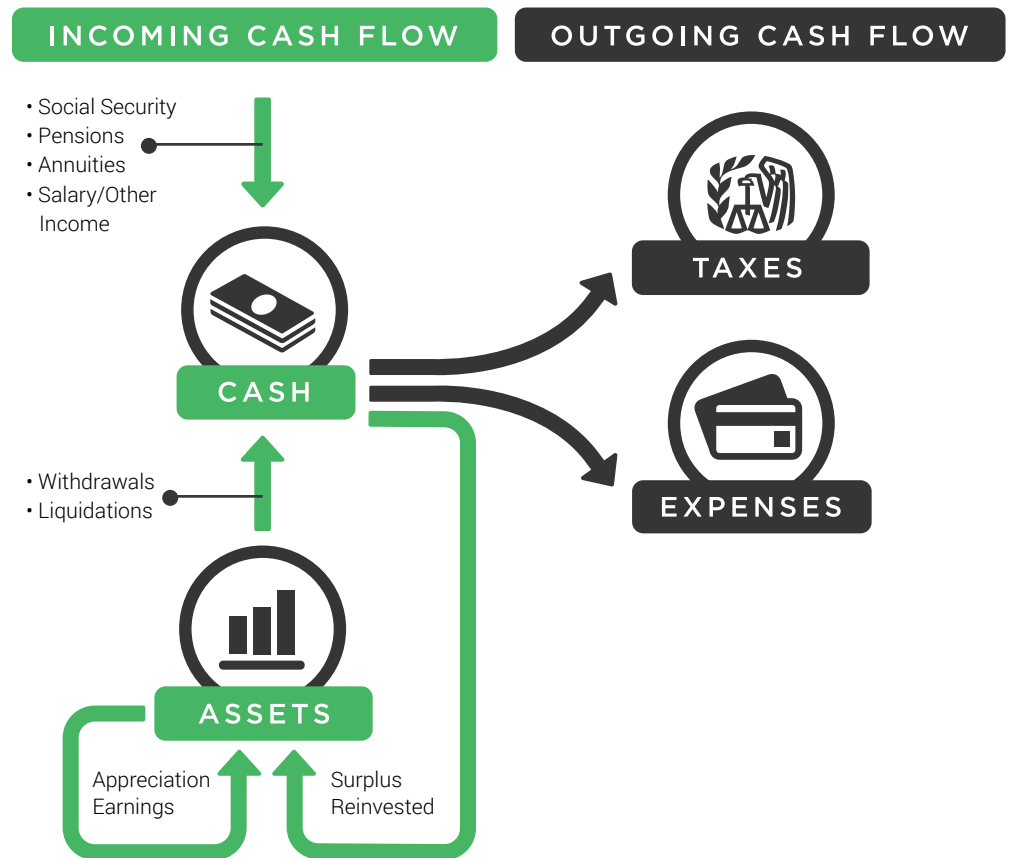 INCOMING CASH FLOW
OUTGOING CASH FLOW
• Social Security
• Pensions
• Annuities
• Salary/Other
Income
TAXES
CASH
EXPENSES
• Withdrawals
• Liquidations
ASSETS
Appreciation
Earnings
Surplus
Reinvested